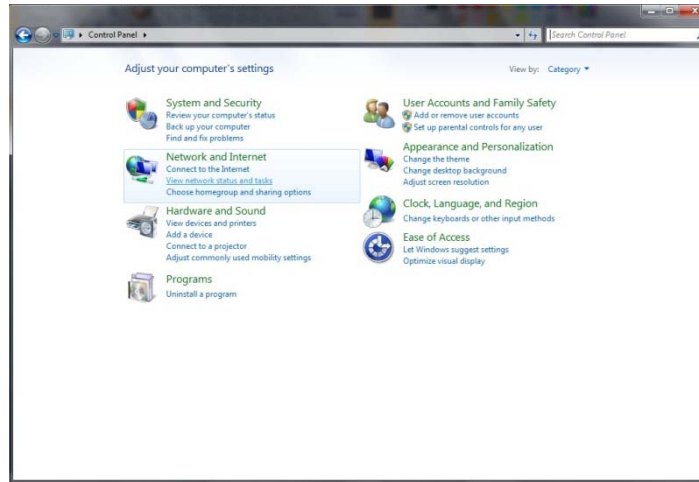 Control Panel
Search Control Panel
Adjust your computer's settings
View by: Category
System and Security
Review your computer's status
Back up your computer
Find and fix problems
Network and Internet
Connect to the Internet
View network status and tasks
Choose homegroup and sharing options
Hardware and Sound
View devices and printers
Add a device
Connect to a projector
Adjust commonly used mobility settings
Programs
Uninstall a program
User Accounts and Family Safety
Add or remove user accounts
Set up parental controls for any user
Appearance and Personalization
Change the theme
Change desktop background
Adjust screen resolution
Clock, Language, and Region
Change keyboards or other input methods
Ease of Access
Let Windows suggest settings
Optimize visual display